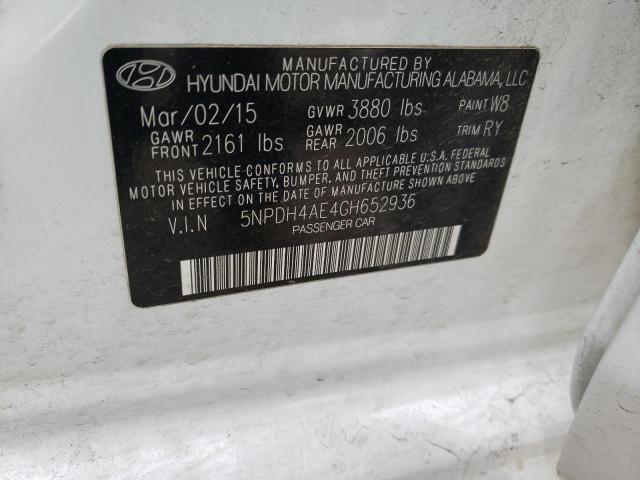 MANUFACTURED BY
HYUNDAI MOTOR MANUFACTURING ALABAMA, LLC
Mar/02/15 GVWR 3880 lbs PAINT W8
GAWR FRONT 2161 lbs GAWR REAR 2006 lbs TRIM RY
THIS VEHICLE CONFORMS TO ALL APPLICABLE U.S.A. FEDERAL
MOTOR VEHICLE SAFETY, BUMPER, AND THEFT PREVENTION STANDARDS
IN EFFECT ON THE DATE OF MANUFACTURE SHOWN ABOVE.
V.I.N 5NPDH4AE4GH652936
PASSENGER CAR